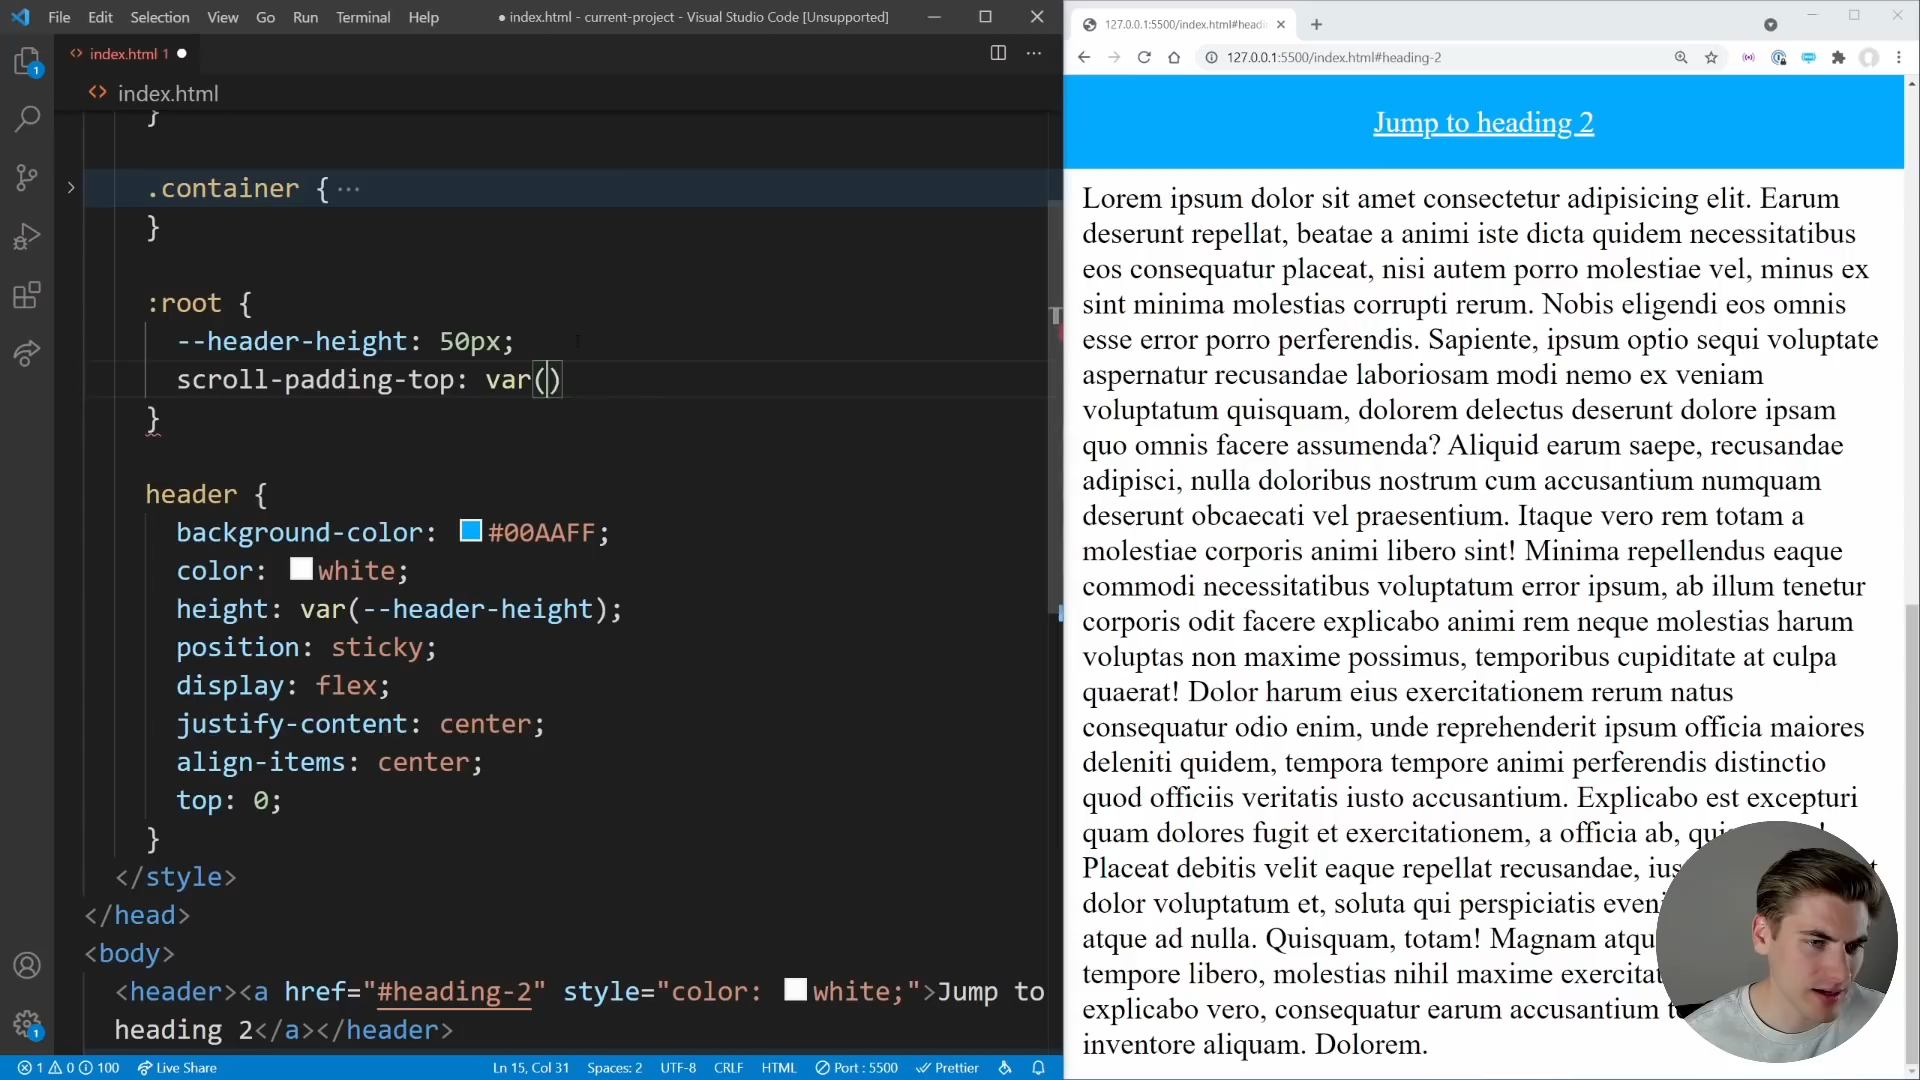 File Edit Selection View Go Run Terminal Help
● index.html - current-project - Visual Studio Code [Unsupported]
index.html 1
index.html
}
.container { ···
}
:root {
--header-height: 50px;
scroll-padding-top: var()
}
header {
background-color: #00AAFF;
color: white;
height: var(--header-height);
position: sticky;
display: flex;
justify-content: center;
align-items: center;
top: 0;
}
</style>
</head>
<body>
<header><a href="#heading-2" style="color: white;">Jump to
heading 2</a></header>
1
1
1 0 100 Live Share Ln 15, Col 31 Spaces: 2 UTF-8 CRLF HTML Port : 5500 Prettier
127.0.0.1:5500/index.html#headi
127.0.0.1:5500/index.html#heading-2
Jump to heading 2
Lorem ipsum dolor sit amet consectetur adipisicing elit. Earum
deserunt repellat, beatae a animi iste dicta quidem necessitatibus
eos consequatur placeat, nisi autem porro molestiae vel, minus ex
sint minima molestias corrupti rerum. Nobis eligendi eos omnis
esse error porro perferendis. Sapiente, ipsum optio sequi voluptate
aspernatur recusandae laboriosam modi nemo ex veniam
voluptatum quisquam, dolorem delectus deserunt dolore ipsam
quo omnis facere assumenda? Aliquid earum saepe, recusandae
adipisci, nulla doloribus nostrum cum accusantium numquam
deserunt obcaecati vel praesentium. Itaque vero rem totam a
molestiae corporis animi libero sint! Minima repellendus eaque
commodi necessitatibus voluptatum error ipsum, ab illum tenetur
corporis odit facere explicabo animi rem neque molestias harum
voluptas non maxime possimus, temporibus cupiditate at culpa
quaerat! Dolor harum eius exercitationem rerum natus
consequatur odio enim, unde reprehenderit ipsum officia maiores
deleniti quidem, tempora tempore animi perferendis distinctio
quod officiis veritatis iusto accusantium. Explicabo est excepturi
quam dolores fugit et exercitationem, a officia ab,
Placeat debitis velit eaque repellat recusandae,
dolor voluptatum et, soluta qui perspiciatis
atque ad nulla. Quisquam, totam! Magnam
tempore libero, molestias nihil maxime
explicabo vero, consequatur earum accusantium
inventore aliquam. Dolorem.